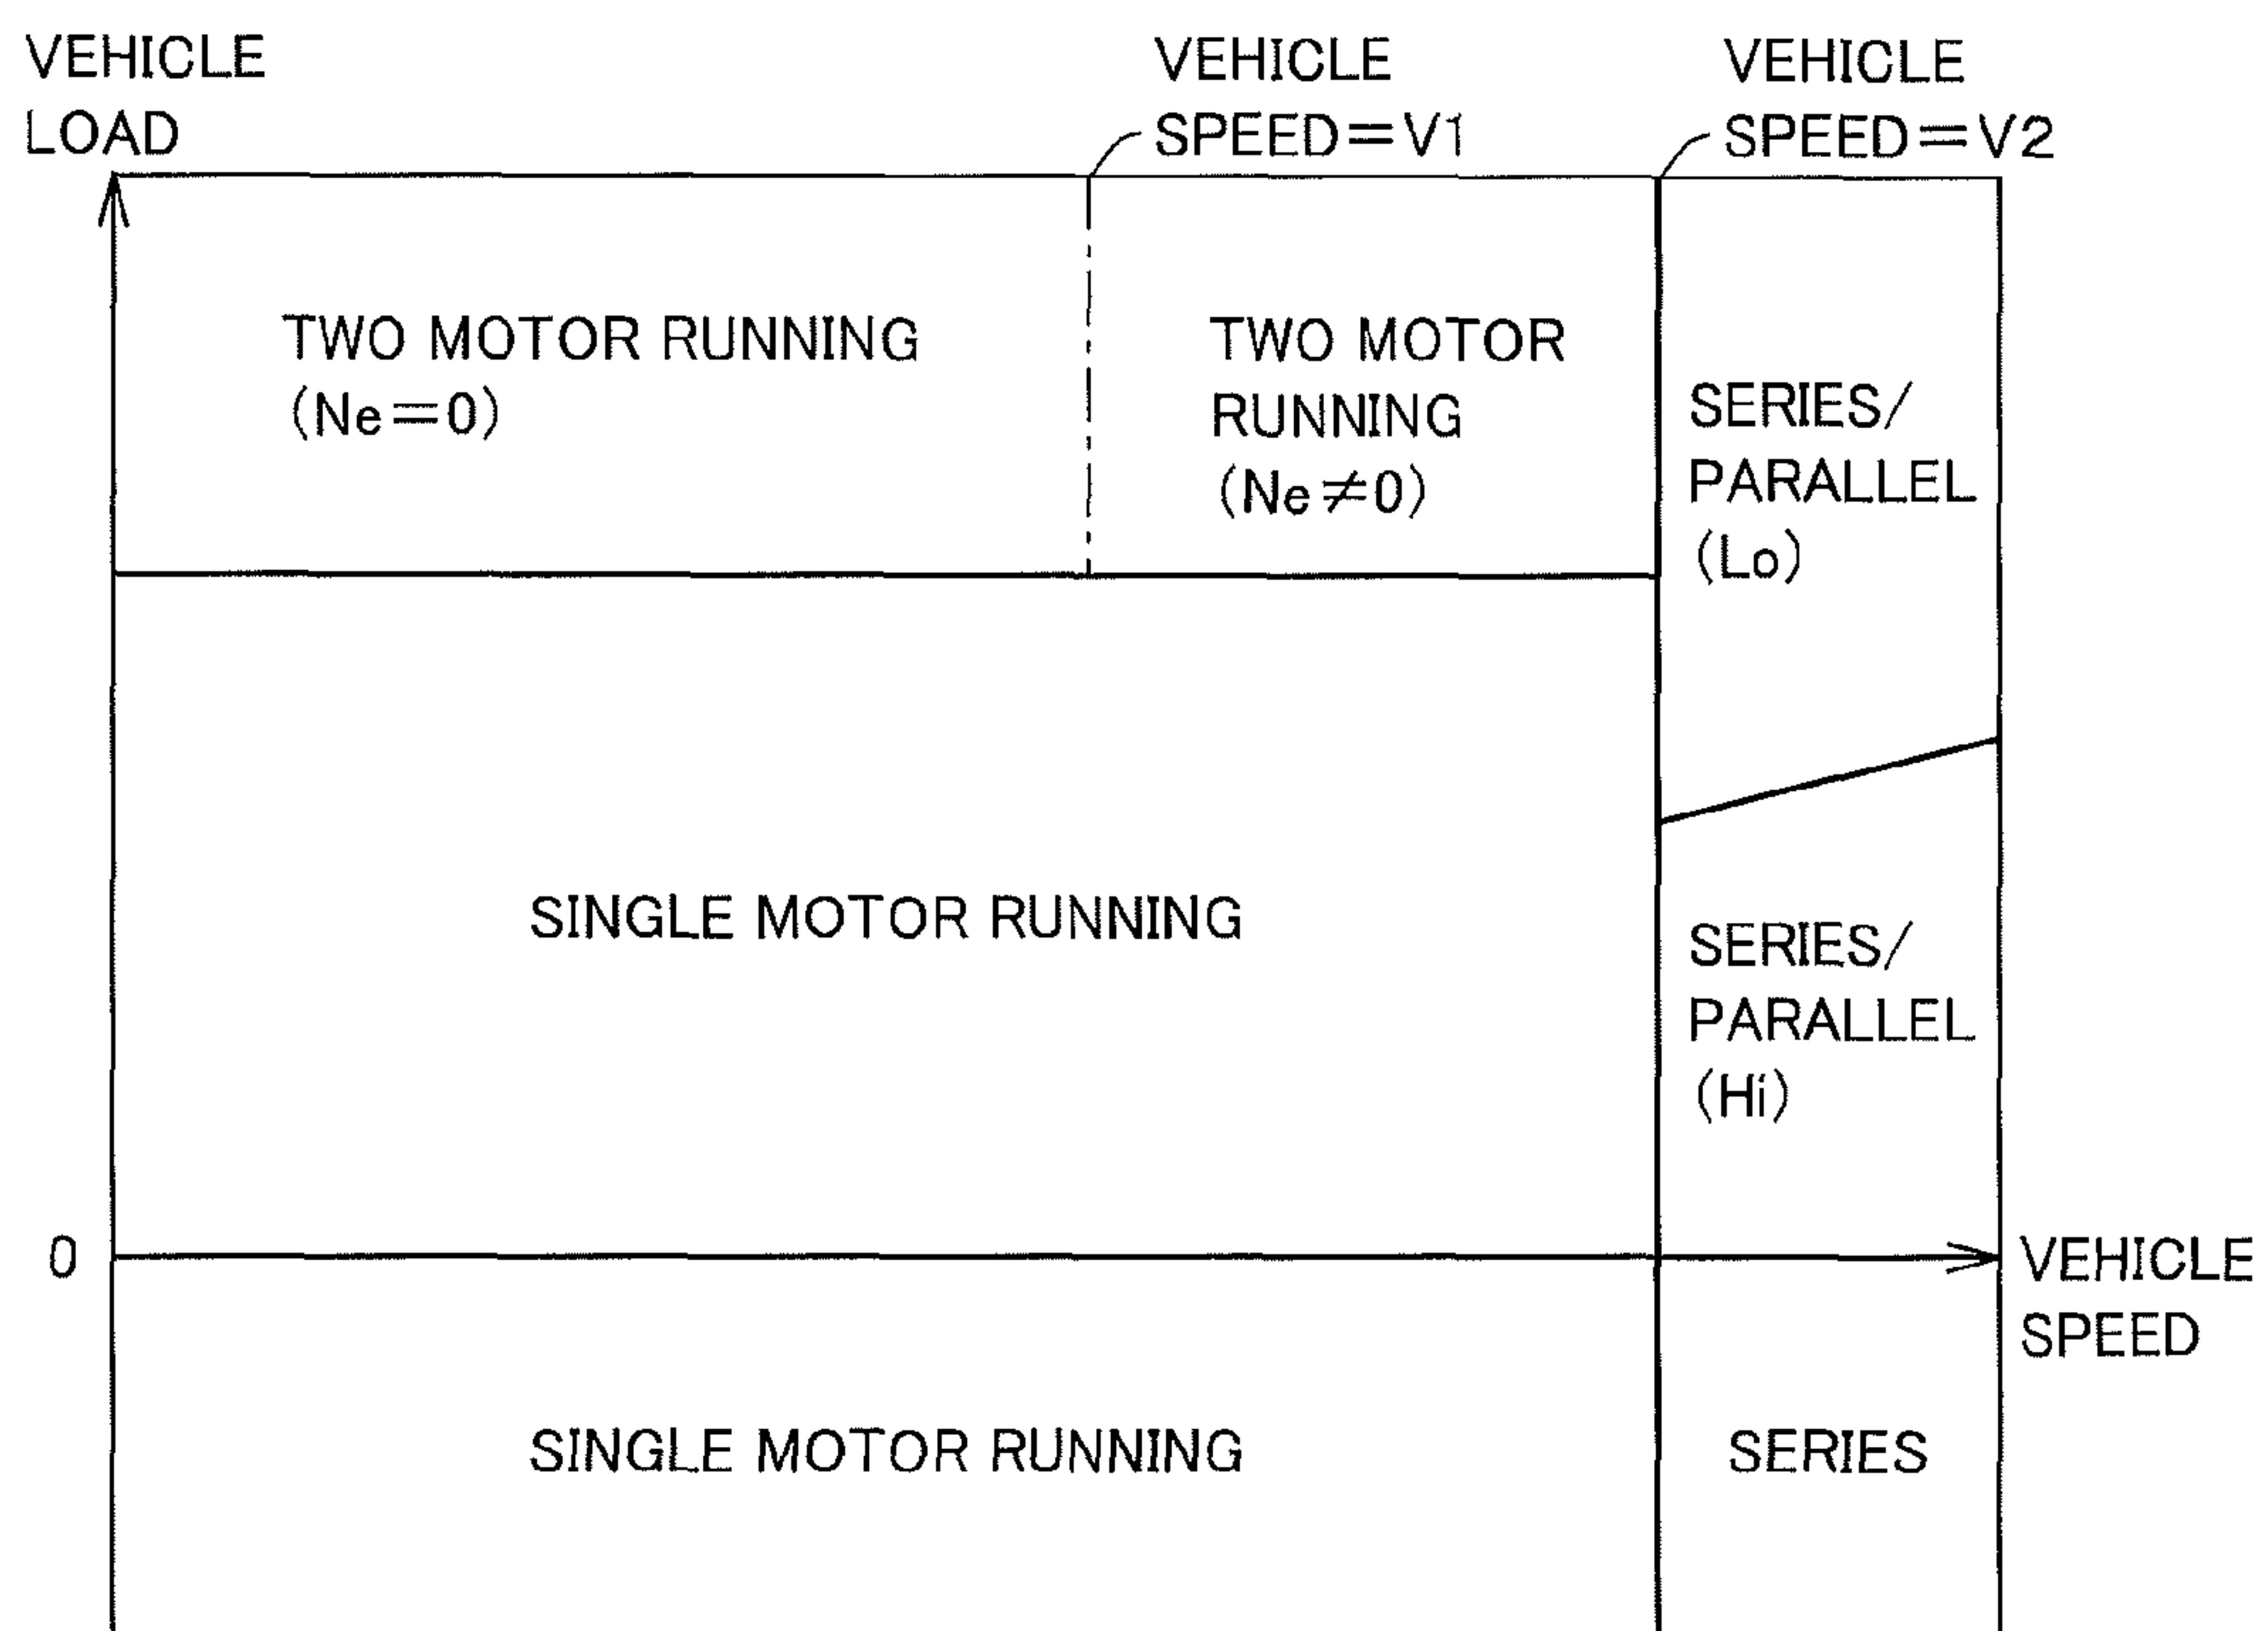 VEHICLE
LOAD
VEHICLE
SPEED=V1
VEHICLE
SPEED=V2
TWO MOTOR RUNNING
(Ne=0)
TWO MOTOR
RUNNING
(Ne≠0)
SERIES/
PARALLEL
(Lo)
SINGLE MOTOR RUNNING
SERIES/
PARALLEL
(Hi)
0
VEHICLE
SPEED
SINGLE MOTOR RUNNING
SERIES